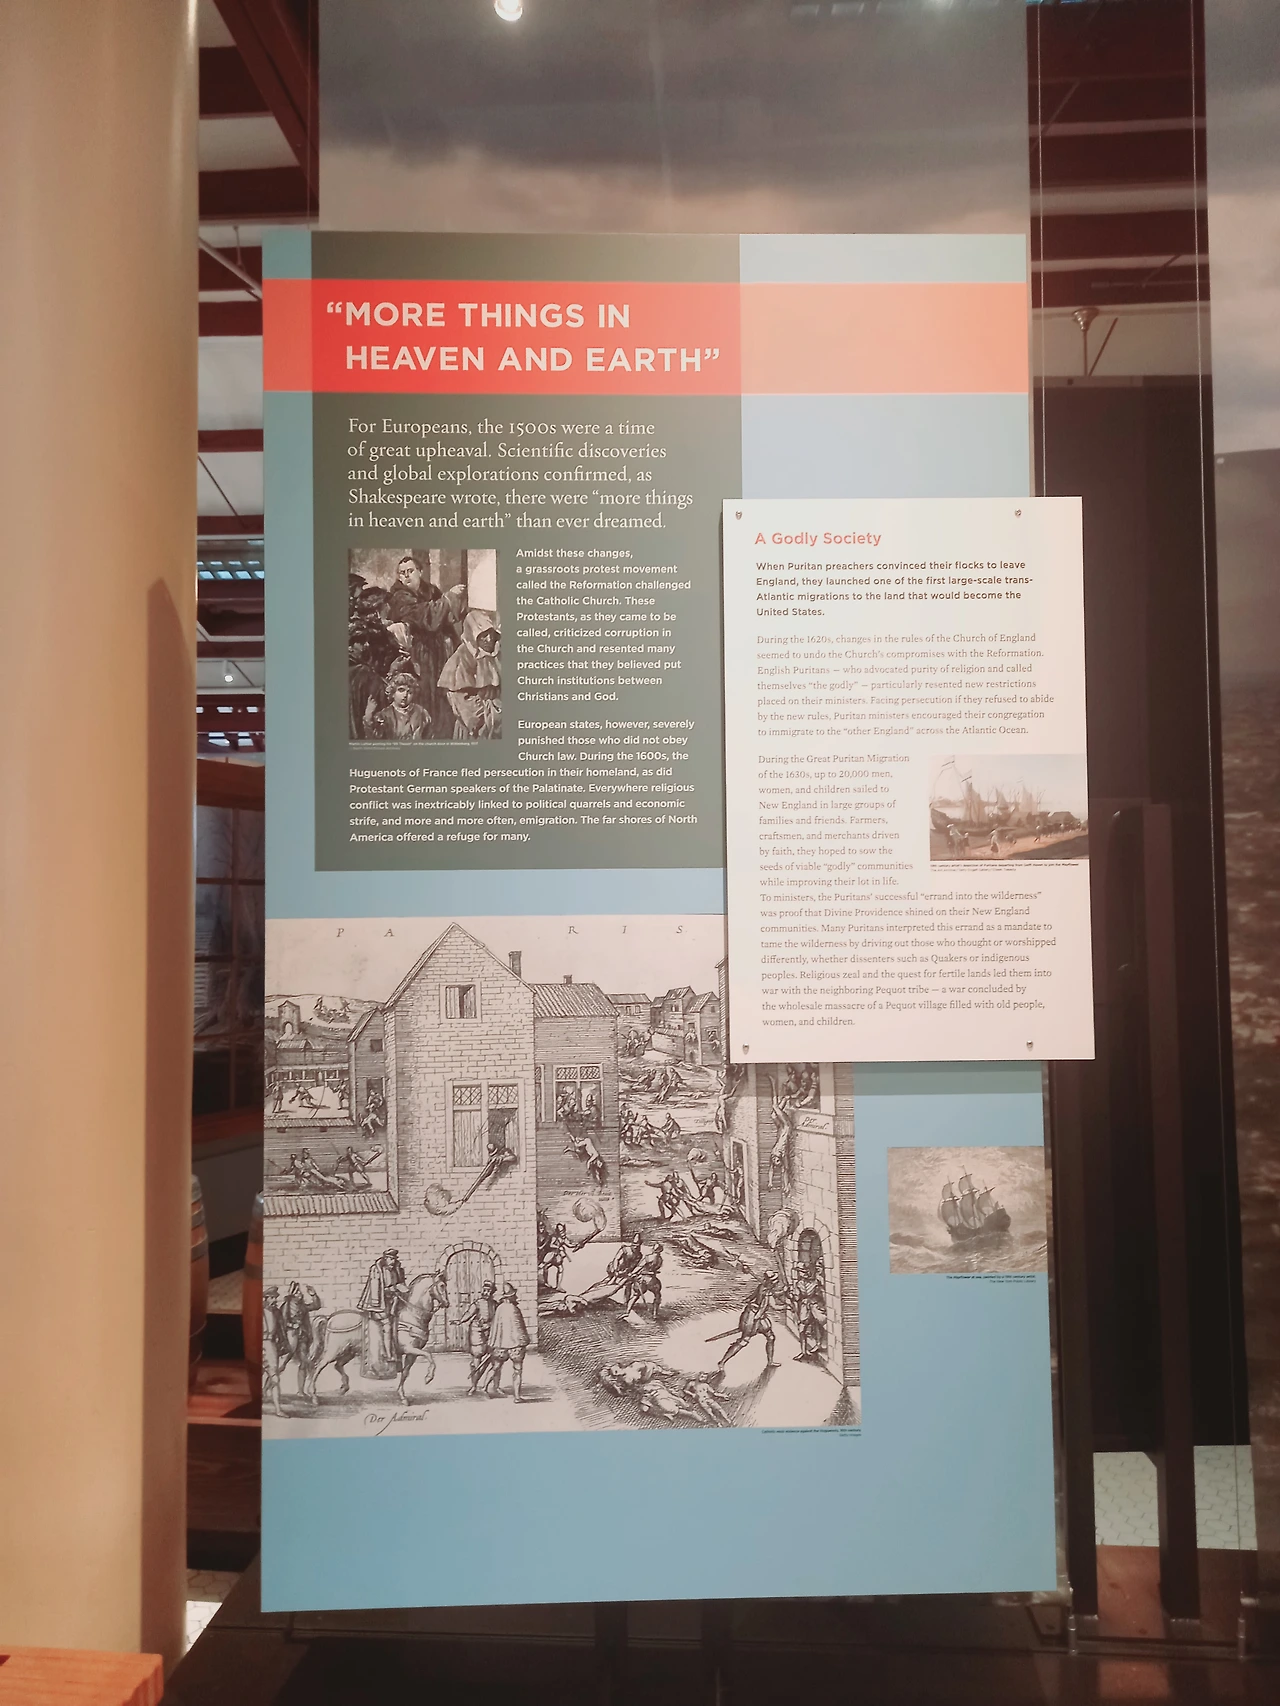 “MORE THINGS IN
HEAVEN AND EARTH”
For Europeans, the 1500s were a time
of great upheaval. Scientific discoveries
and global explorations confirmed, as
Shakespeare wrote, there were “more things
in heaven and earth” than ever dreamed.
Amidst these changes,
a grassroots protest movement
called the Reformation challenged
the Catholic Church. These
Protestants, as they came to be
called, criticized corruption in
the Church and resented many
practices that they believed put
Church institutions between
Christians and God.
European states, however, severely
punished those who did not obey
Church law. During the 1600s, the
Huguenots of France fled persecution in their homeland, as did
Protestant German speakers of the Palatinate. Everywhere religious
conflict was inextricably linked to political quarrels and economic
strife, and more and more often, emigration. The far shores of North
America offered a refuge for many.
A Godly Society
When Puritan preachers convinced their flocks to leave
England, they launched one of the first large-scale trans-
Atlantic migrations to the land that would become the
United States.
During the 1620s, changes in the rules of the Church of England
seemed to undo the Church’s compromises with the Reformation.
English Puritans — who advocated purity of religion and called
themselves “the godly” — particularly resented new restrictions
placed on their ministers. Facing persecution if they refused to abide
by the new rules, Puritan ministers encouraged their congregation
to immigrate to the “other England” across the Atlantic Ocean.
During the Great Puritan Migration
of the 1630s, up to 20,000 men,
women, and children sailed to
New England in large groups of
families and friends. Farmers,
craftsmen, and merchants driven
by faith, they hoped to sow the
seeds of viable “godly” communities
while improving their lot in life.
To ministers, the Puritans’ successful “errand into the wilderness”
was proof that Divine Providence shined on their New England
communities. Many Puritans interpreted this errand as a mandate to
tame the wilderness by driving out those who thought or worshipped
differently, whether dissenters such as Quakers or indigenous
peoples. Religious zeal and the quest for fertile lands led them into
war with the neighboring Pequot tribe — a war concluded by
the wholesale massacre of a Pequot village filled with old people,
women, and children.
P A R I S
Der Admiral.
Der Admiral.